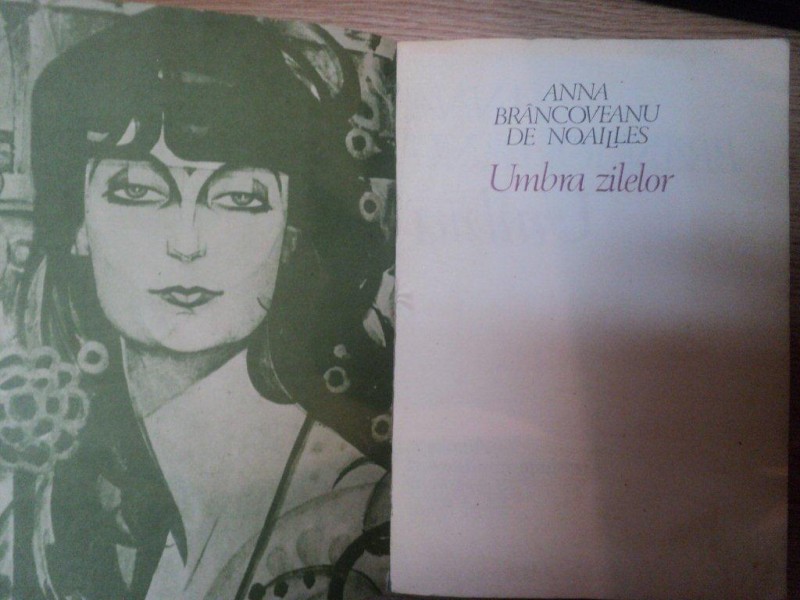 ANNA
BRÂNCOVEANU
DE NOAILLES
Umbra zilelor